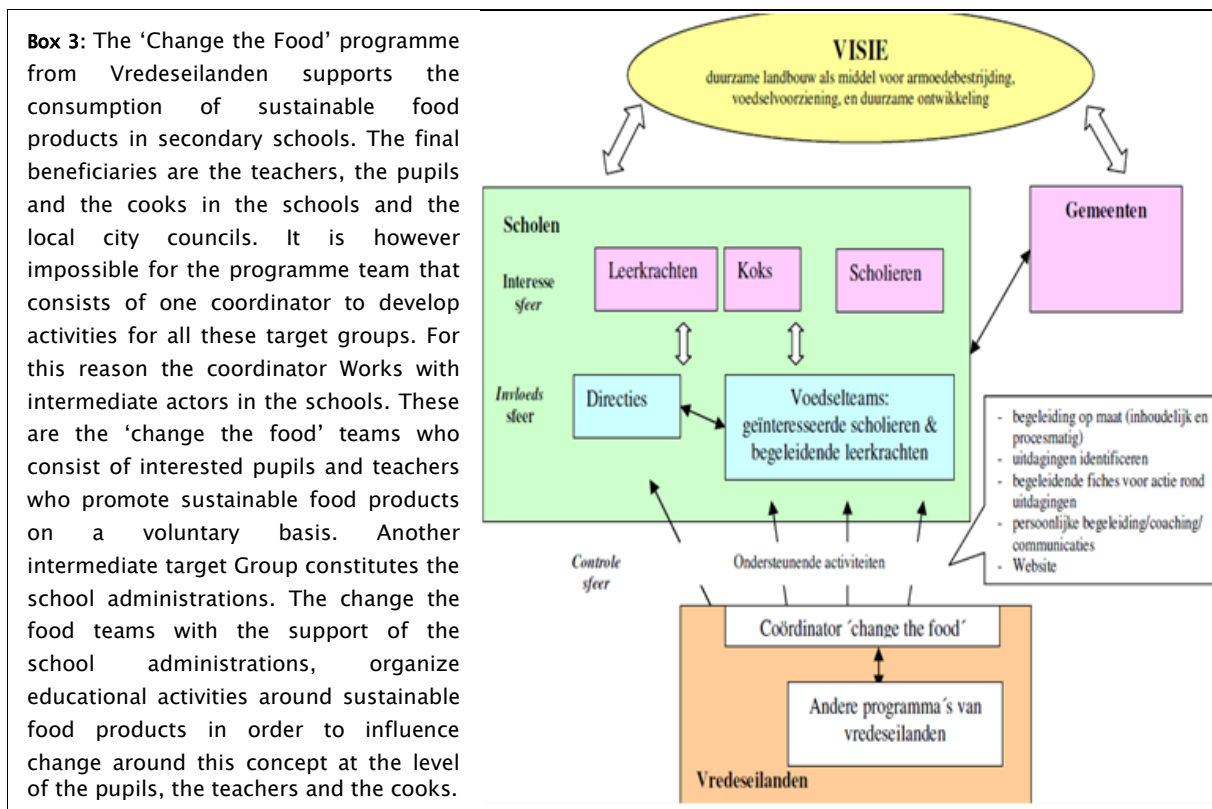 Box 3: The ‘Change the Food’ programme
from Vredeseilanden supports the
consumption of sustainable food
products in secondary schools. The final
beneficiaries are the teachers, the pupils
and the cooks in the schools and the
local city councils. It is however
impossible for the programme team that
consists of one coordinator to develop
activities for all these target groups. For
this reason the coordinator Works with
intermediate actors in the schools. These
are the ‘change the food’ teams who
consist of interested pupils and teachers
who promote sustainable food products
on a voluntary basis. Another
intermediate target Group constitutes the
school administrations. The change the
food teams with the support of the
school administrations, organize
educational activities around sustainable
food products in order to influence
change around this concept at the level
of the pupils, the teachers and the cooks.
VISIE
duurzame landbouw als middel voor armoedebestrijding,
voedselvoorziening, en duurzame ontwikkeling
Scholen
Gemeenten
Interesse
sfeer
Leerkrachten
Koks
Scholieren
Invloeds
sfeer
Directies
Voedselteams:
geïnteresseerde scholieren &
begeleidende leerkrachten
- begeleiding op maat (inhoudelijk en
procesmatig)
- uitdagingen identificeren
- begeleidende fiches voor actie rond
uitdagingen
- persoonlijke begeleiding/coaching/
communicaties
- Website
Controle
sfeer
Ondersteunende activiteiten
Coördinator ´change the food´
Andere programma´s van
vredeseilanden
Vredeseilanden